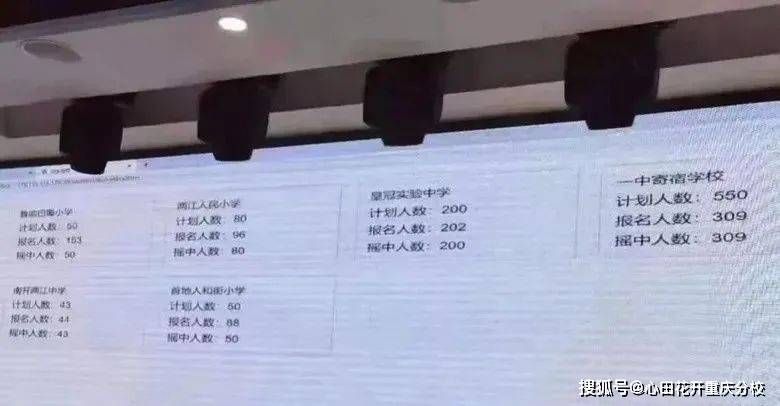 首地巴蜀小学
计划人数：50
报名人数：153
摇中人数：50
两江人民小学
计划人数：80
报名人数：96
摇中人数：80
皇冠实验中学
计划人数：200
报名人数：202
摇中人数：200
一中寄宿学校
计划人数：550
报名人数：309
摇中人数：309
南开两江中学
计划人数：43
报名人数：44
摇中人数：43
首地人和街小学
计划人数：50
报名人数：88
摇中人数：50
搜狐号@心田花开重庆分校